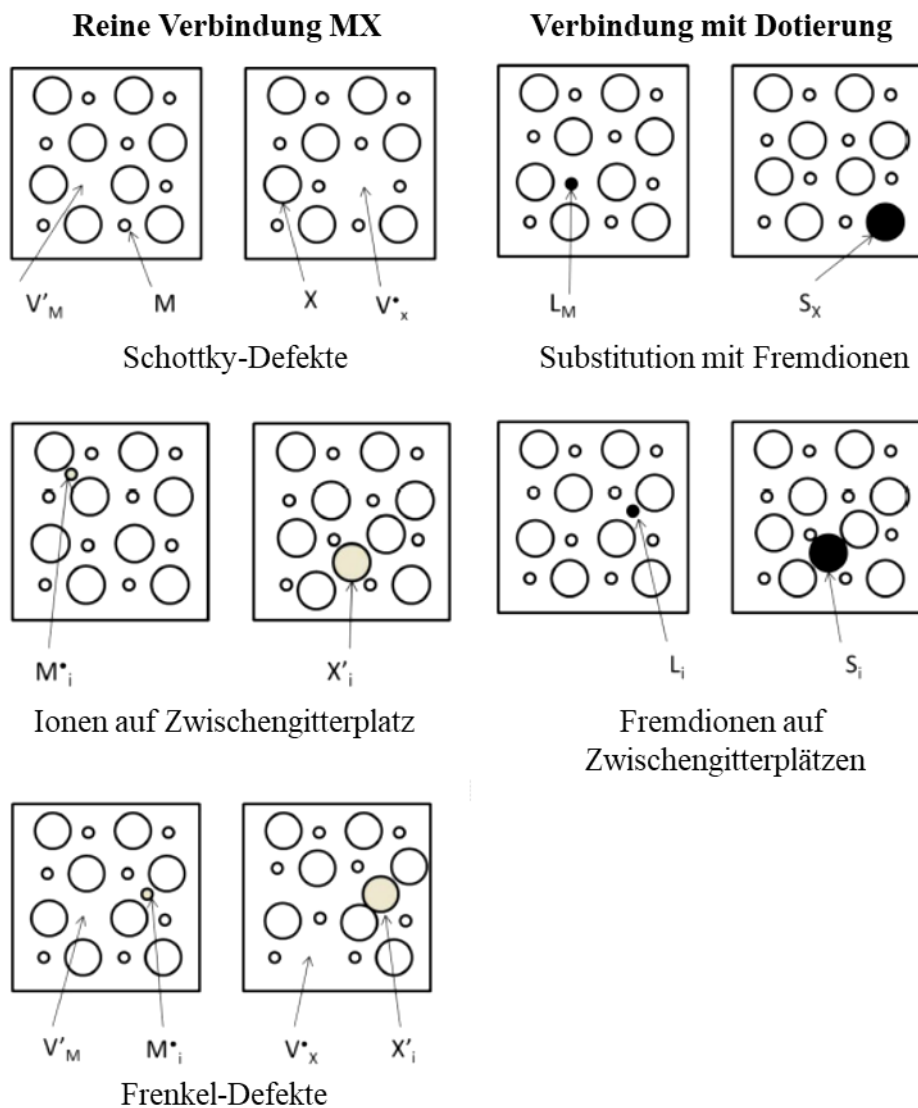 Reine Verbindung MX
Verbindung mit Dotierung
V'M M
X V•x
LM
SX
Schottky-Defekte
Substitution mit Fremdionen
M•i
X'i
Li
Si
Ionen auf Zwischengitterplatz
Fremdionen auf
Zwischengitterplätzen
V'M M•i
V•X X'i
Frenkel-Defekte